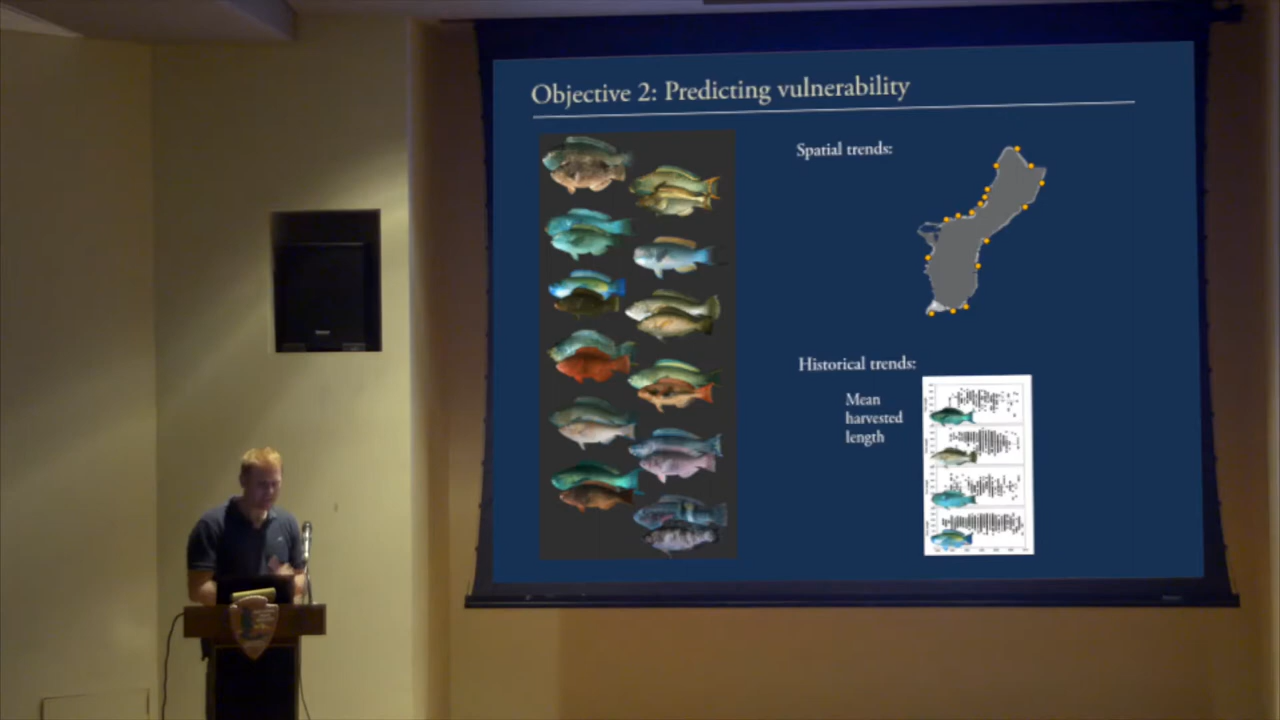 Objective 2: Predicting vulnerability
Spatial trends:
Historical trends:
Mean
harvested
length